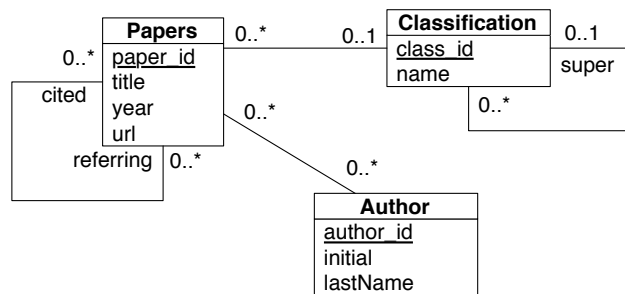 Papers
paper_id
title
year
url
0..*
cited
referring
0..*
0..*
0..1
Classification
class_id
name
0..1
super
0..*
0..*
0..*
Author
author_id
initial
lastName